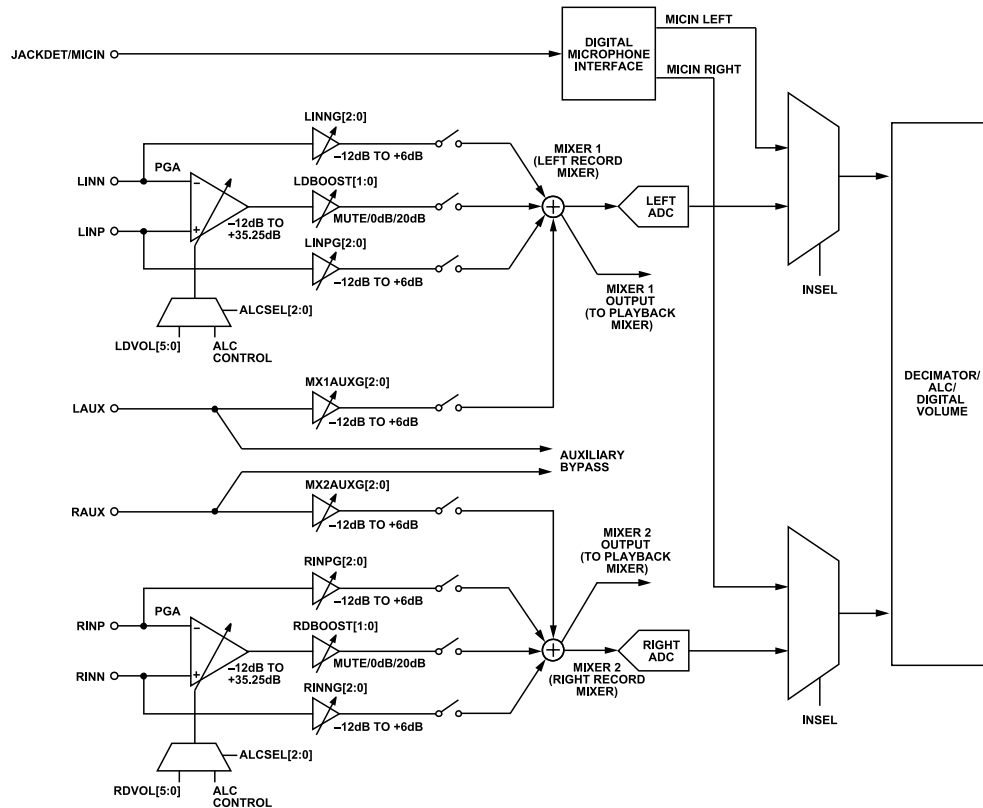 MICIN LEFT
JACKDET/MICIN
DIGITAL
MICROPHONE
INTERFACE
MICIN RIGHT
LINNG[2:0]
–12dB TO +6dB
MIXER 1
(LEFT RECORD
MIXER)
LINN
PGA
–
LDBOOST[1:0]
MUTE/0dB/20dB
LEFT
ADC
LINP
+
–12dB TO
+35.25dB
LINPG[2:0]
–12dB TO +6dB
INSEL
MIXER 1
OUTPUT
(TO PLAYBACK
MIXER)
ALCSEL[2:0]
LDVOL[5:0]
ALC
CONTROL
MX1AUXG[2:0]
LAUX
–12dB TO +6dB
DECIMATOR/
ALC/
DIGITAL
VOLUME
AUXILIARY
BYPASS
MX2AUXG[2:0]
RAUX
–12dB TO +6dB
MIXER 2
OUTPUT
(TO PLAYBACK
MIXER)
RINPG[2:0]
–12dB TO +6dB
RINP
PGA
–
RDBOOST[1:0]
MUTE/0dB/20dB
RIGHT
ADC
RINN
+
–12dB TO
+35.25dB
MIXER 2
(RIGHT RECORD
MIXER)
RINNG[2:0]
–12dB TO +6dB
INSEL
ALCSEL[2:0]
RDVOL[5:0]
ALC
CONTROL